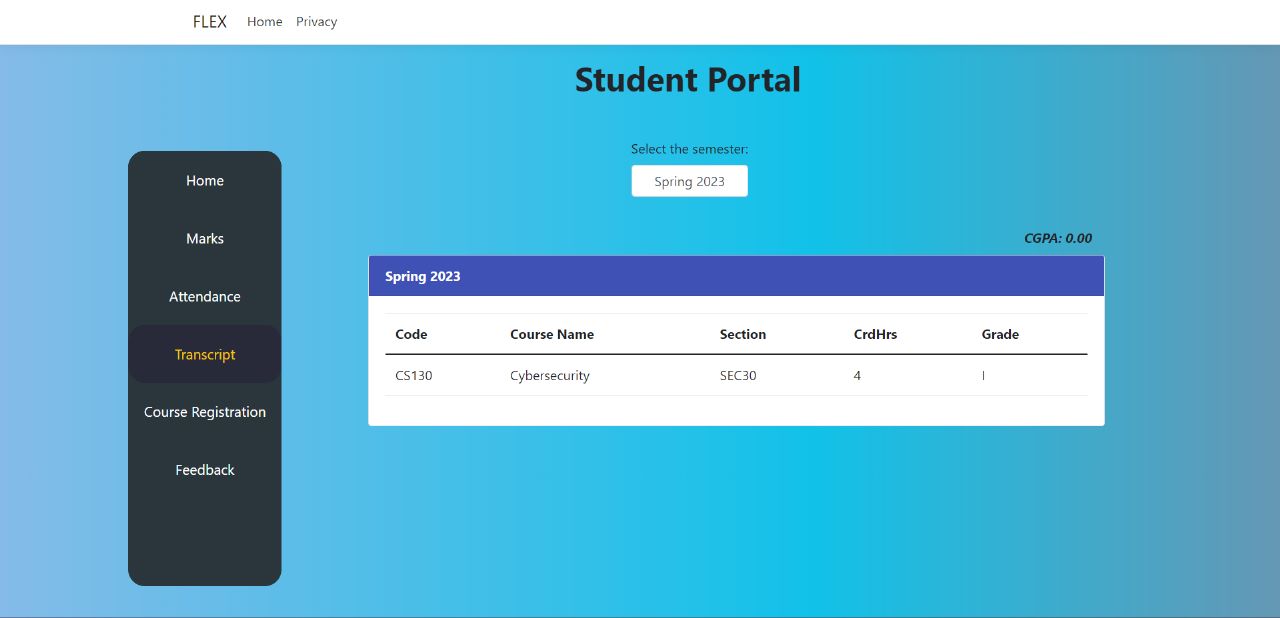 FLEX Home Privacy
Student Portal
Select the semester:
Spring 2023
Home
Marks
Attendance
Transcript
Course Registration
Feedback
CGPA: 0.00
Spring 2023
Code Course Name Section CrdHrs Grade
CS130 Cybersecurity SEC30 4 I